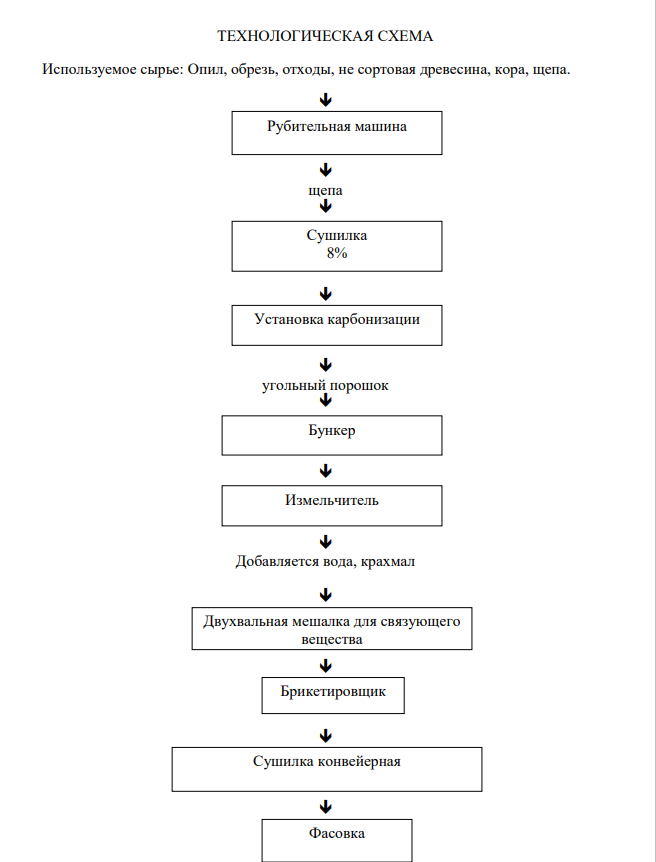 ТЕХНОЛОГИЧЕСКАЯ СХЕМА
Используемое сырье: Опил, обрезь, отходы, не сортовая древесина, кора, щепа.
Рубительная машина
щепа
Сушилка
8%
Установка карбонизации
угольный порошок
Бункер
Измельчитель
Добавляется вода, крахмал
Двухвальная мешалка для связующего
вещества
Брикетировщик
Сушилка конвейерная
Фасовка